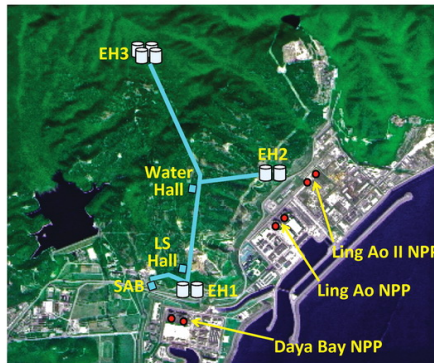 EH3
EH2
Water
Hall
Ling Ao II NPP
LS
Hall
SAB
EH1
Ling Ao NPP
Daya Bay NPP